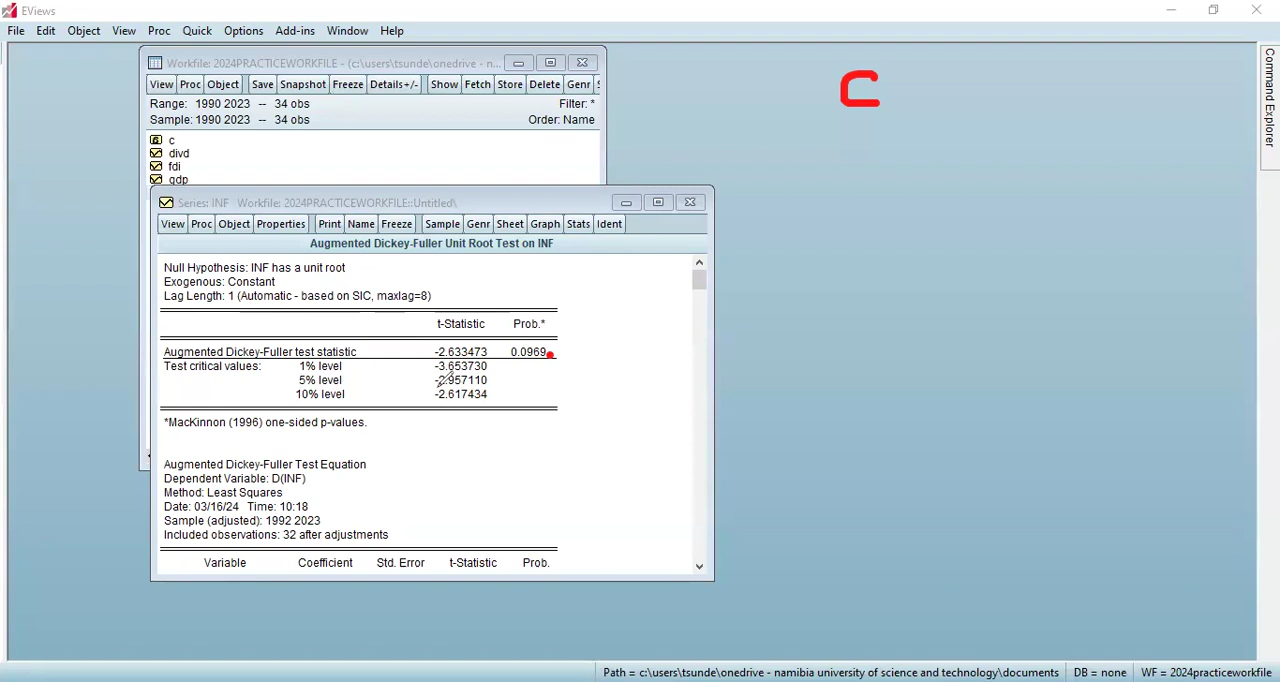 EViews
File Edit Object View Proc Quick Options Add-ins Window Help
Workfile: 2024PRACTICEWORKFILE - (c:\users\tsunde\onedrive - n...
View Proc Object Save Snapshot Freeze Details+/- Show Fetch Store Delete Genr S
Range: 1990 2023 -- 34 obs Filter: *
Sample: 1990 2023 -- 34 obs Order: Name
c
divd
fdi
gdp
Series: INF Workfile: 2024PRACTICEWORKFILE::Untitled\
View Proc Object Properties Print Name Freeze Sample Genr Sheet Graph Stats Ident
Augmented Dickey-Fuller Unit Root Test on INF
Null Hypothesis: INF has a unit root
Exogenous: Constant
Lag Length: 1 (Automatic - based on SIC, maxlag=8)
t-Statistic Prob.*
Augmented Dickey-Fuller test statistic -2.633473 0.0969
Test critical values: 1% level -3.653730
5% level -2.957110
10% level -2.617434
*MacKinnon (1996) one-sided p-values.
Augmented Dickey-Fuller Test Equation
Dependent Variable: D(INF)
Method: Least Squares
Date: 03/16/24 Time: 10:18
Sample (adjusted): 1992 2023
Included observations: 32 after adjustments
Variable Coefficient Std. Error t-Statistic Prob.
C
Command Explorer
Path = c:\users\tsunde\onedrive - namibia university of science and technology\documents DB = none WF = 2024practiceworkfile